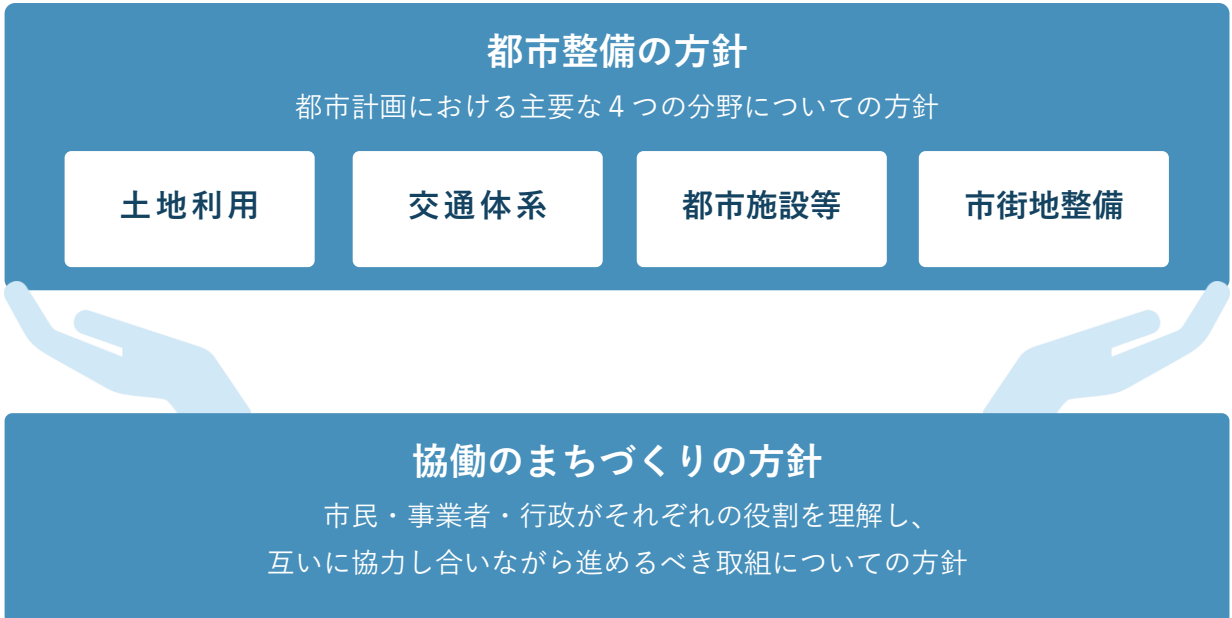 都市整備の方針
都市計画における主要な4つの分野についての方針
土地利用
交通体系
都市施設等
市街地整備
協働のまちづくりの方針
市民・事業者・行政がそれぞれの役割を理解し、
互いに協力し合いながら進めるべき取組についての方針